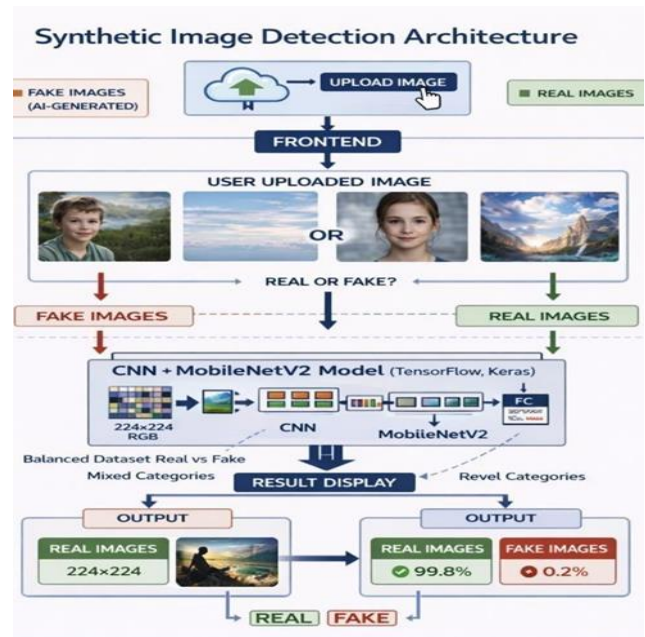 Synthetic Image Detection Architecture
FAKE IMAGES
(AI-GENERATED)
UPLOAD IMAGE
REAL IMAGES
FRONTEND
USER UPLOADED IMAGE
OR
REAL OR FAKE?
FAKE IMAGES
REAL IMAGES
CNN + MobileNetV2 Model (TensorFlow, Keras)
224x224
RGB
CNN
MobileNetV2
FC
Balanced Dataset Real vs Fake
Mixed Categories
RESULT DISPLAY
Revel Categories
OUTPUT
OUTPUT
REAL IMAGES
224x224
REAL IMAGES
99.8%
FAKE IMAGES
0.2%
REAL
FAKE